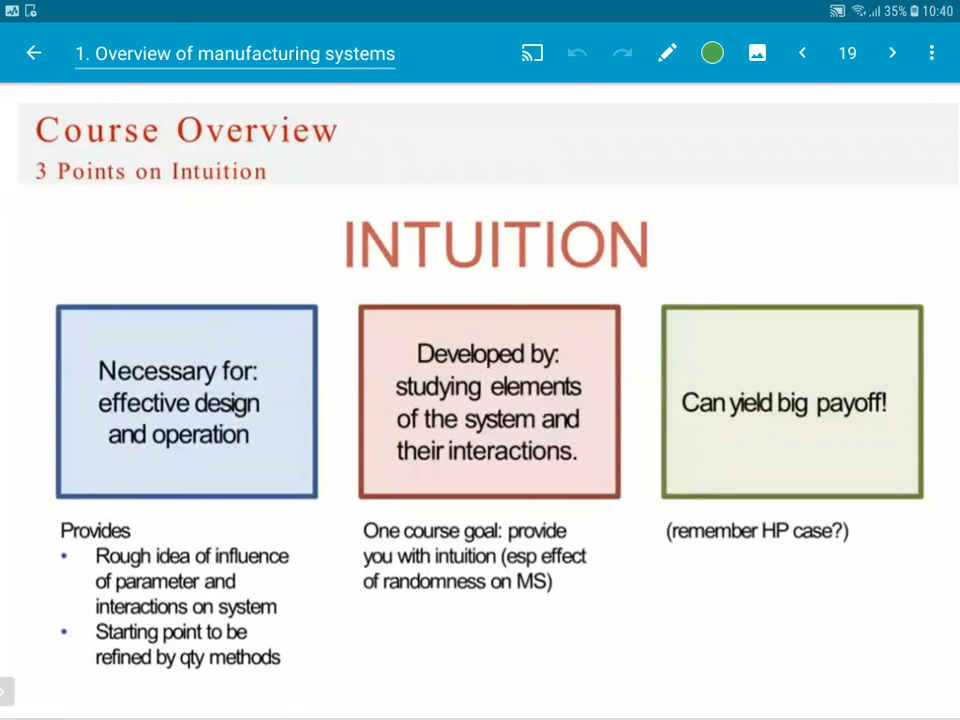 35% 10:40
1. Overview of manufacturing systems
19
Course Overview
3 Points on Intuition
INTUITION
Necessary for:
effective design
and operation
Developed by:
studying elements
of the system and
their interactions.
Can yield big payoff!
Provides
• Rough idea of influence
of parameter and
interactions on system
• Starting point to be
refined by qty methods
One course goal: provide
you with intuition (esp effect
of randomness on MS)
(remember HP case?)